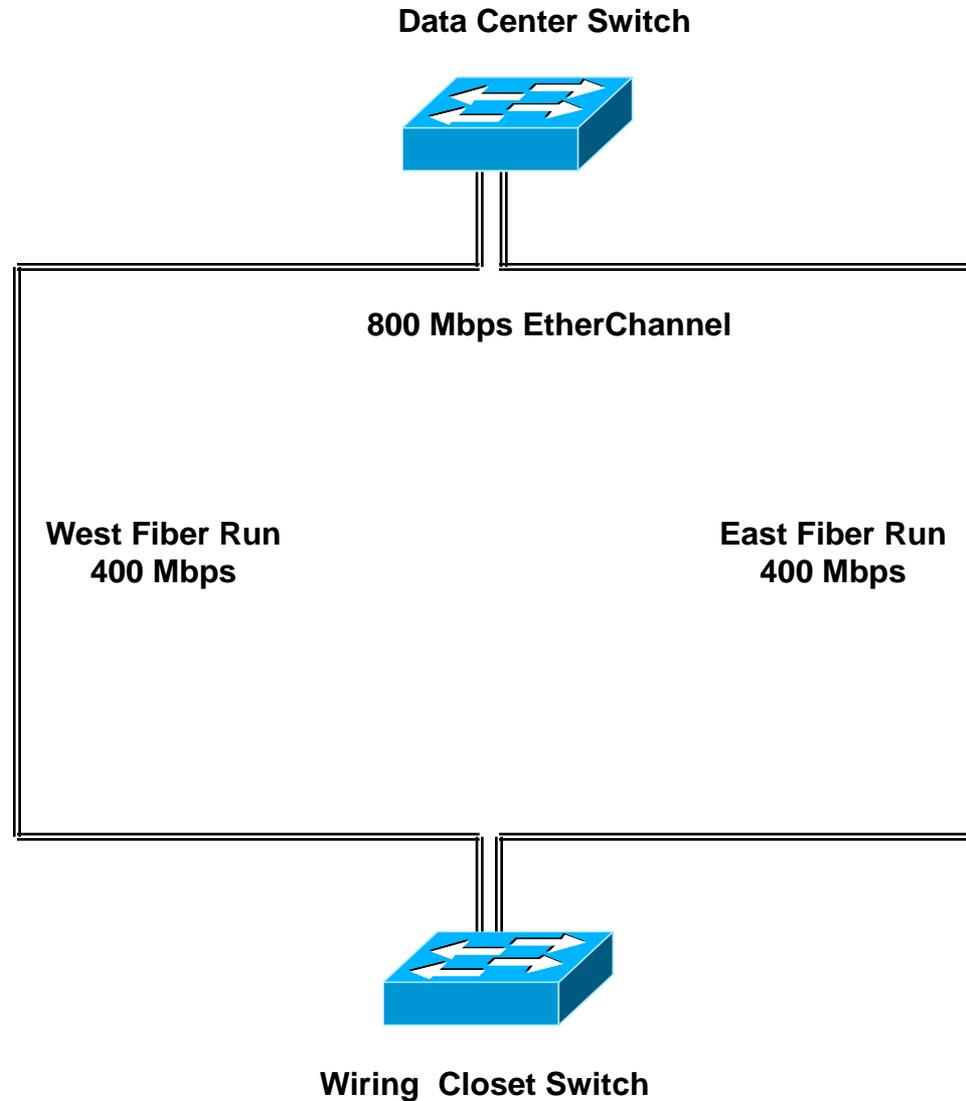 Data Center Switch
800 Mbps EtherChannel
West Fiber Run
400 Mbps
East Fiber Run
400 Mbps
Wiring  Closet Switch